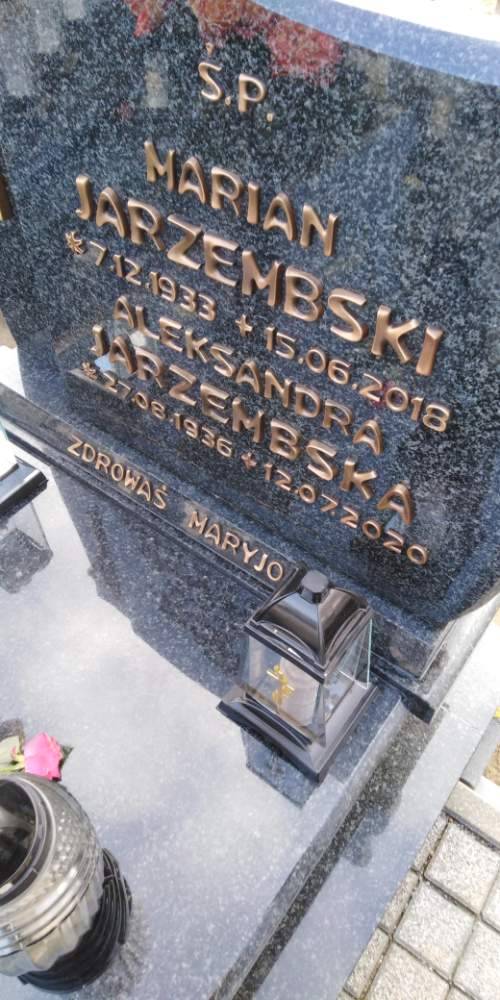 Ś.P.
MARIAN
JARZEMBSKI
* 7.12.1933 + 15.06.2018
ALEKSANDRA
JARZEMBSKA
* 27.08.1936 + 12.07.2020
ZDROWAŚ MARYJO